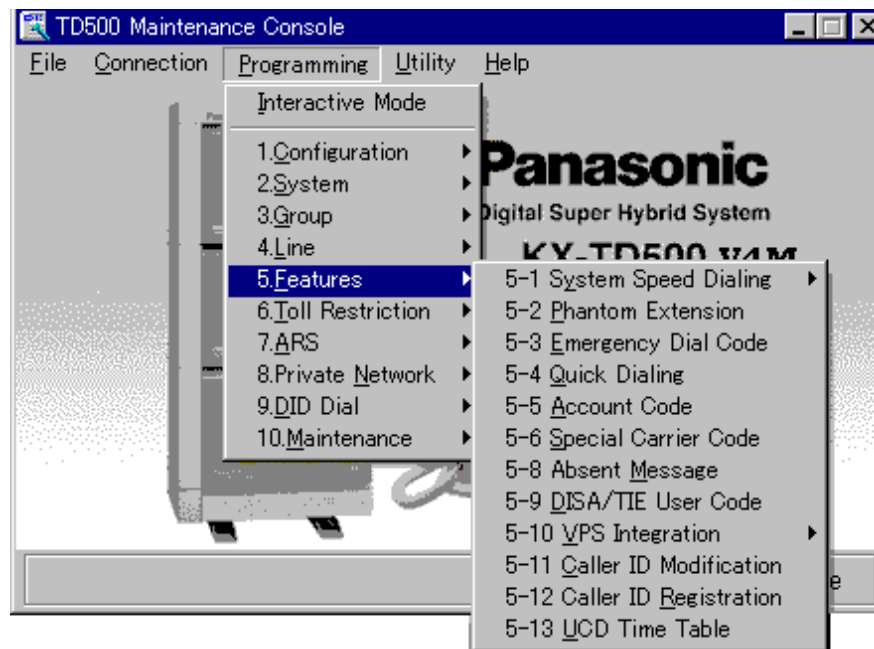 TD500 Maintenance Console
File Connection Programming Utility Help
Interactive Mode
1.Configuration
2.System
3.Group
4.Line
5.Features
6.Toll Restriction
7.ARS
8.Private Network
9.DID Dial
10.Maintenance
Panasonic
Digital Super Hybrid System
KX-TD500 V4M
5-1 System Speed Dialing
5-2 Phantom Extension
5-3 Emergency Dial Code
5-4 Quick Dialing
5-5 Account Code
5-6 Special Carrier Code
5-8 Absent Message
5-9 DISA/TIE User Code
5-10 VPS Integration
5-11 Caller ID Modification
5-12 Caller ID Registration
5-13 UCD Time Table